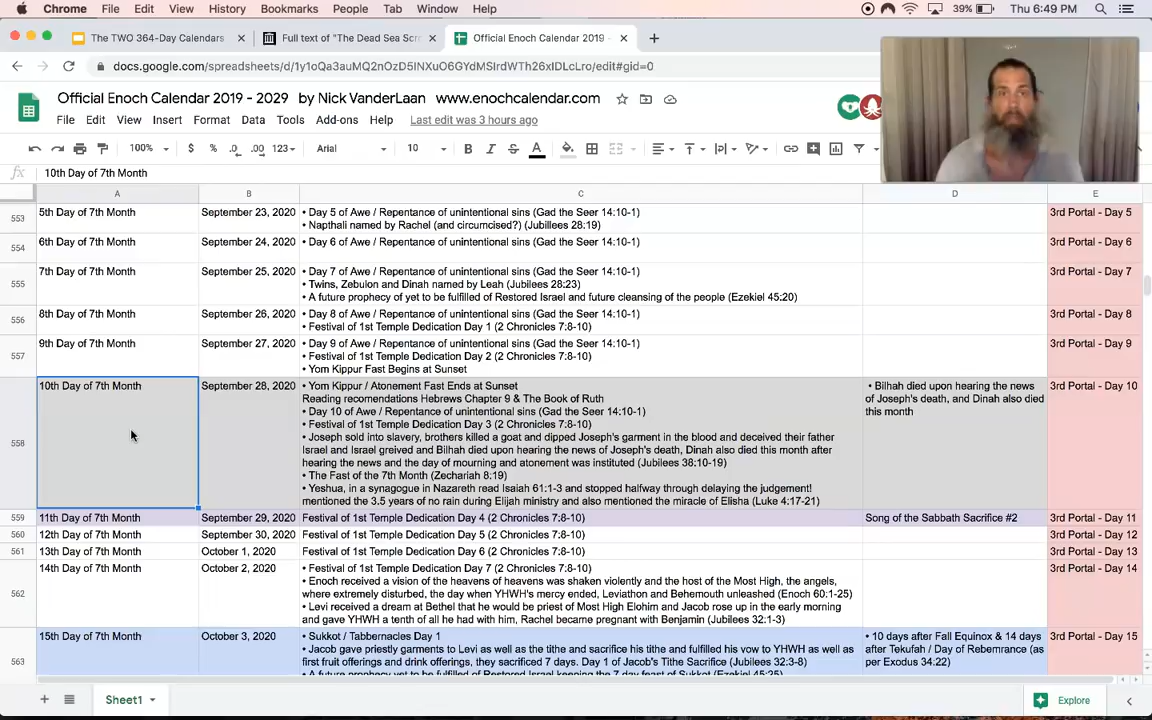 Chrome File Edit View History Bookmarks People Tab Window Help 39% Thu 6:49 PM
The TWO 364-Day Calendars Full text of "The Dead Sea Scr Official Enoch Calendar 2019 -
docs.google.com/spreadsheets/d/1y1oQa3auMQ2nOzD5INXuO6GYdMSIrdWTh26xIDLcLro/edit#gid=0
Official Enoch Calendar 2019 - 2029 by Nick VanderLaan www.enochcalendar.com
File Edit View Insert Format Data Tools Add-ons Help Last edit was 3 hours ago
100% $ % .0 .00 123 Arial 10 B I S A
fx 10th Day of 7th Month
A B C D E
553 5th Day of 7th Month September 23, 2020 • Day 5 of Awe / Repentance of unintentional sins (Gad the Seer 14:10-1) 3rd Portal - Day 5
• Napthali named by Rachel (and circumcised?) (Jubillees 28:19)
554 6th Day of 7th Month September 24, 2020 • Day 6 of Awe / Repentance of unintentional sins (Gad the Seer 14:10-1) 3rd Portal - Day 6
555 7th Day of 7th Month September 25, 2020 • Day 7 of Awe / Repentance of unintentional sins (Gad the Seer 14:10-1) 3rd Portal - Day 7
• Twins, Zebulon and Dinah named by Leah (Jubilees 28:23)
• A future prophecy of yet to be fulfilled of Restored Israel and future cleansing of the people (Ezekiel 45:20)
556 8th Day of 7th Month September 26, 2020 • Day 8 of Awe / Repentance of unintentional sins (Gad the Seer 14:10-1) 3rd Portal - Day 8
• Festival of 1st Temple Dedication Day 1 (2 Chronicles 7:8-10)
557 9th Day of 7th Month September 27, 2020 • Day 9 of Awe / Repentance of unintentional sins (Gad the Seer 14:10-1) 3rd Portal - Day 9
• Festival of 1st Temple Dedication Day 2 (2 Chronicles 7:8-10)
• Yom Kippur Fast Begins at Sunset
558 10th Day of 7th Month September 28, 2020 • Yom Kippur / Atonement Fast Ends at Sunset • Bilhah died upon hearing the news 3rd Portal - Day 10
Reading recomendations Hebrews Chapter 9 & The Book of Ruth of Joseph's death, and Dinah also died
• Day 10 of Awe / Repentance of unintentional sins (Gad the Seer 14:10-1) this month
• Festival of 1st Temple Dedication Day 3 (2 Chronicles 7:8-10)
• Joseph sold into slavery, brothers killed a goat and dipped Joseph's garment in the blood and deceived their father
Israel and Israel greived and Bilhah died upon hearing the news of Joseph's death, Dinah also died this month after
hearing the news and the day of mourning and atonement was instituted (Jubilees 38:10-19)
• The Fast of the 7th Month (Zechariah 8:19)
• Yeshua, in a synagogue in Nazareth read Isaiah 61:1-3 and stopped halfway through delaying the judgement!
mentioned the 3.5 years of no rain during Elijah ministry and also mentioned the miracle of Elisha (Luke 4:17-21)
559 11th Day of 7th Month September 29, 2020 Festival of 1st Temple Dedication Day 4 (2 Chronicles 7:8-10) Song of the Sabbath Sacrifice #2 3rd Portal - Day 11
560 12th Day of 7th Month September 30, 2020 Festival of 1st Temple Dedication Day 5 (2 Chronicles 7:8-10) 3rd Portal - Day 12
561 13th Day of 7th Month October 1, 2020 Festival of 1st Temple Dedication Day 6 (2 Chronicles 7:8-10) 3rd Portal - Day 13
562 14th Day of 7th Month October 2, 2020 • Festival of 1st Temple Dedication Day 7 (2 Chronicles 7:8-10) 3rd Portal - Day 14
• Enoch received a vision of the heavens of heavens was shaken violently and the host of the Most High, the angels,
where extremely disturbed, the day when YHWH's mercy ended, Leviathon and Behemouth unleashed (Enoch 60:1-25)
• Levi received a dream at Bethel that he would be priest of Most High Elohim and Jacob rose up in the early morning
and gave YHWH a tenth of all he had with him, Rachel became pregnant with Benjamin (Jubilees 32:1-3)
563 15th Day of 7th Month October 3, 2020 • Sukkot / Tabbernacles Day 1 • 10 days after Fall Equinox & 14 days 3rd Portal - Day 15
• Jacob gave priestly garments to Levi as well as the tithe and sacrifice his tithe and fulfilled his vow to YHWH as well as after Tekufah / Day of Rebemrance (as
first fruit offerings and drink offerings, they sacrificed 7 days. Day 1 of Jacob's Tithe Sacrifice (Jubilees 32:3-8) per Exodus 34:22)
• A future prophecy yet to be fulfilled of Restored Israel keeping the 7 day feast of Sukkot (Ezekiel 45:25)
Sheet1 Explore